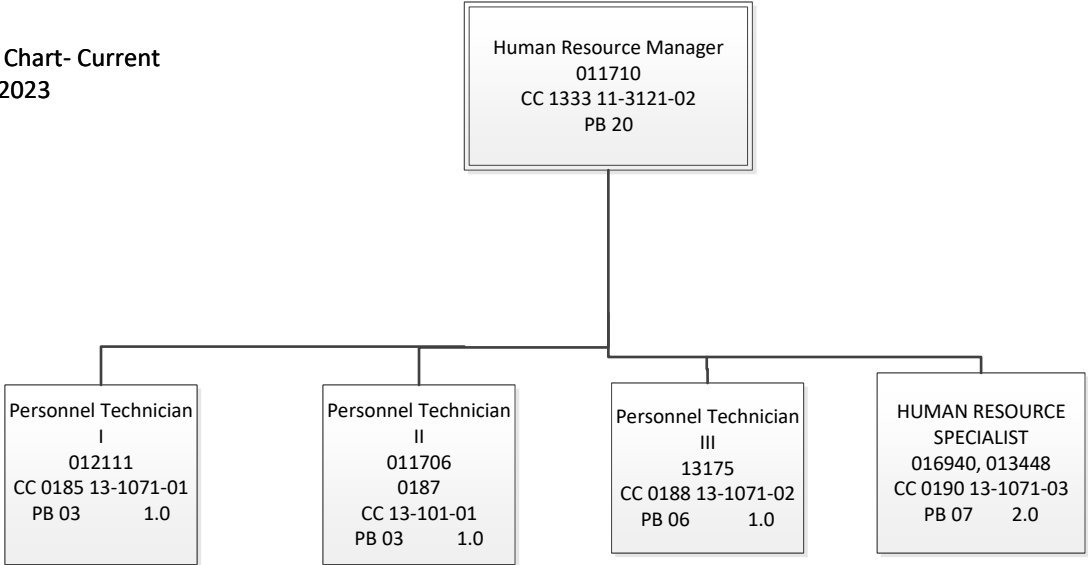 Chart- Current
2023
Human Resource Manager
011710
CC 1333 11-3121-02
PB 20
Personnel Technician
I
012111
CC 0185 13-1071-01
PB 03 1.0
Personnel Technician
II
011706
0187
CC 13-101-01
PB 03 1.0
Personnel Technician
III
13175
CC 0188 13-1071-02
PB 06 1.0
HUMAN RESOURCE
SPECIALIST
016940, 013448
CC 0190 13-1071-03
PB 07 2.0